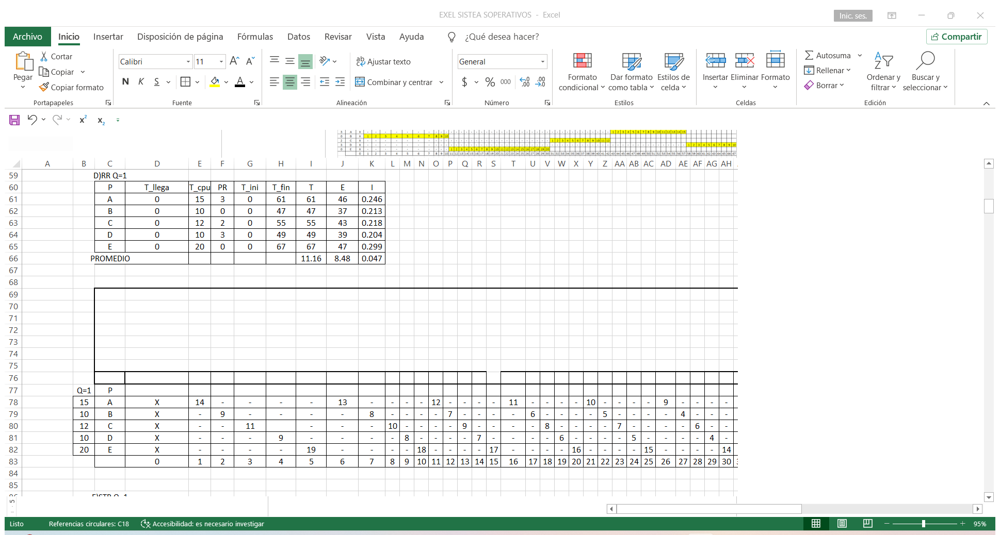 EXEL SISTEA SOPERATIVOS - Excel
Inic. ses.
Archivo Inicio Insertar Disposición de página Fórmulas Datos Revisar Vista Ayuda ¿Qué desea hacer? Compartir
Pegar
Cortar
Copiar
Copiar formato
Portapapeles
Calibri 11
N K S
Fuente
Ajustar texto
Combinar y centrar
Alineación
General
$ % 000
Número
Formato condicional
Dar formato como tabla
Estilos de celda
Estilos
Insertar Eliminar Formato
Celdas
Autosuma
Rellenar
Borrar
Ordenar y filtrar
Buscar y seleccionar
Edición
A B C D E F G H I J K L M N O P Q R S T U V W X Y Z AA AB AC AD AE AF AG AH
59 D)RR Q=1
60 P T_llega T_cpu PR T_ini T_fin T E I
61 A 0 15 3 0 61 61 46 0.246
62 B 0 10 0 0 47 47 37 0.213
63 C 0 12 2 0 55 55 43 0.218
64 D 0 10 3 0 49 49 39 0.204
65 E 0 20 0 0 67 67 47 0.299
66 PROMEDIO 11.16 8.48 0.047
67
68
69
70
71
72
73
74
75
76
77 Q=1 P
78 15 A X 14 - - - - 13 - - - - 12 - - - - 11 - - - - 10 - - - - 9 - - - -
79 10 B X - 9 - - - - 8 - - - - 7 - - - - 6 - - - - 5 - - - - 4 - - -
80 12 C X - - 11 - - - 10 - - - - 9 - - - - 8 - - - - 7 - - - - 6 - -
81 10 D X - - - 9 - - - - 8 - - - - 7 - - - - 6 - - - - 5 - - - - 4 -
82 20 E X - - - - 19 - - - - 18 - - - - 17 - - - - 16 - - - - 15 - - - - 14
83 0 1 2 3 4 5 6 7 8 9 10 11 12 13 14 15 16 17 18 19 20 21 22 23 24 25 26 27 28 29 30
84
85
Listo Referencias circulares: C18 Accesibilidad: es necesario investigar 95%